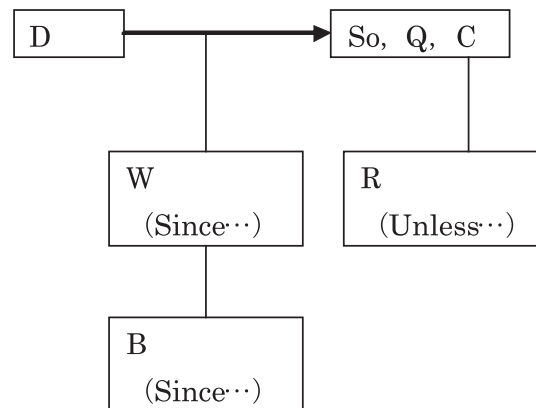 D
So, Q, C
W
(Since…)
R
(Unless…)
B
(Since…)